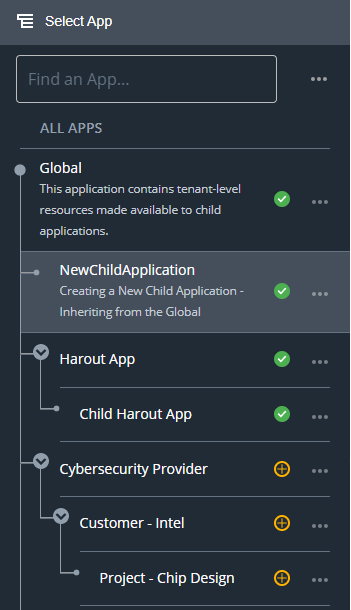 Select App
Find an App...
ALL APPS
Global
This application contains tenant-level
resources made available to child
applications.
NewChildApplication
Creating a New Child Application -
Inheriting from the Global
Harout App
Child Harout App
Cybersecurity Provider
Customer - Intel
Project - Chip Design